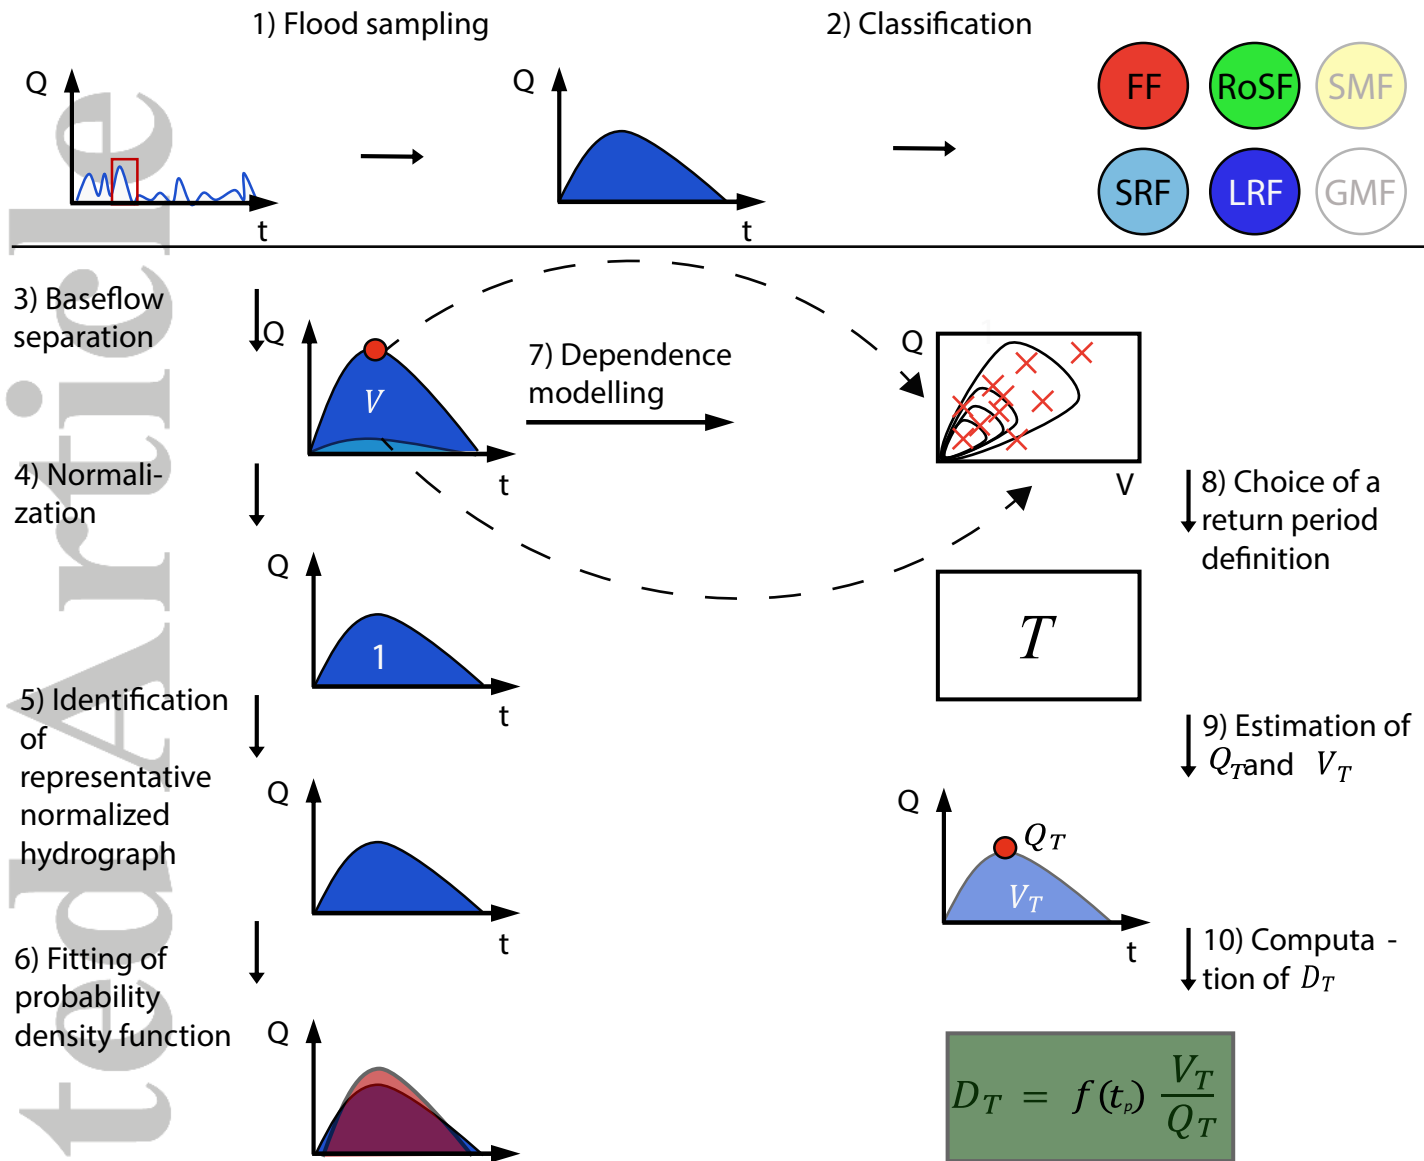 1) Flood sampling
2) Classification
Q
t
Q
t
FF
RoSF
SMF
SRF
LRF
GMF
3) Baseflow
separation
Q
V
t
7) Dependence
modelling
Q
V
4) Normali-
zation
8) Choice of a
return period
definition
Q
1
t
T
5) Identification
of
representative
normalized
hydrograph
9) Estimation of
Q_T and V_T
Q
t
Q
Q_T
V_T
t
6) Fitting of
probability
density function
10) Computa -
tion of D_T
Q
D_T = f(t_p) V_T / Q_T
ted Article